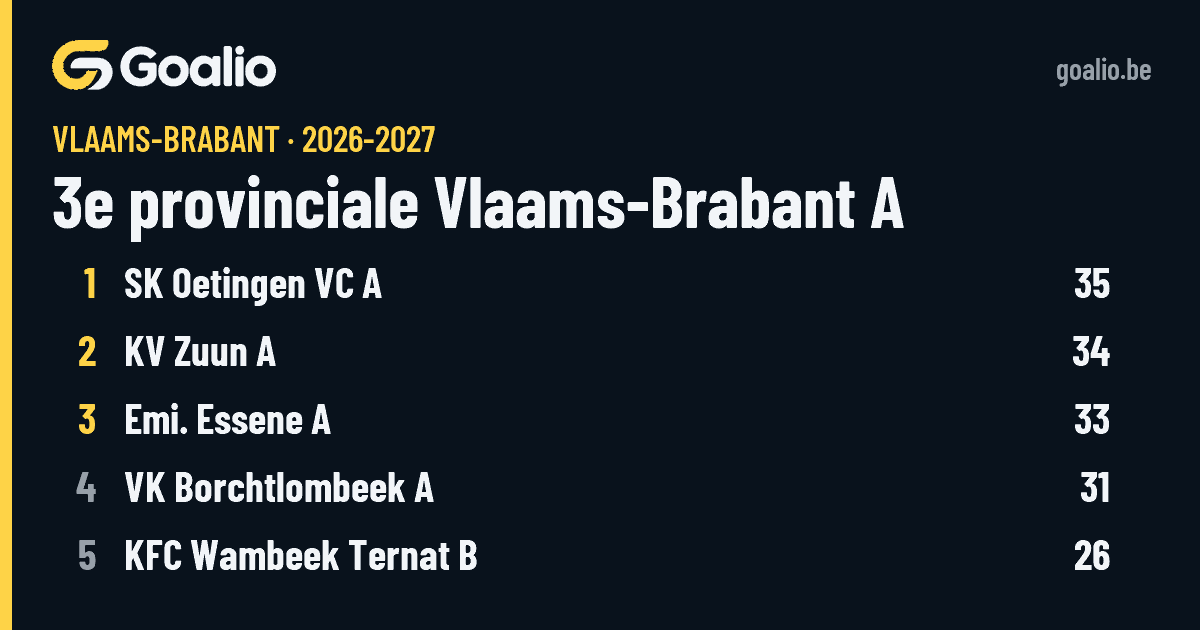 Goalio
goalio.be
VLAAMS-BRABANT · 2026-2027
3e provinciale Vlaams-Brabant A
1 SK Oetingen VC A 35
2 KV Zuun A 34
3 Emi. Essene A 33
4 VK Borchtlombeek A 31
5 KFC Wambeek Ternat B 26